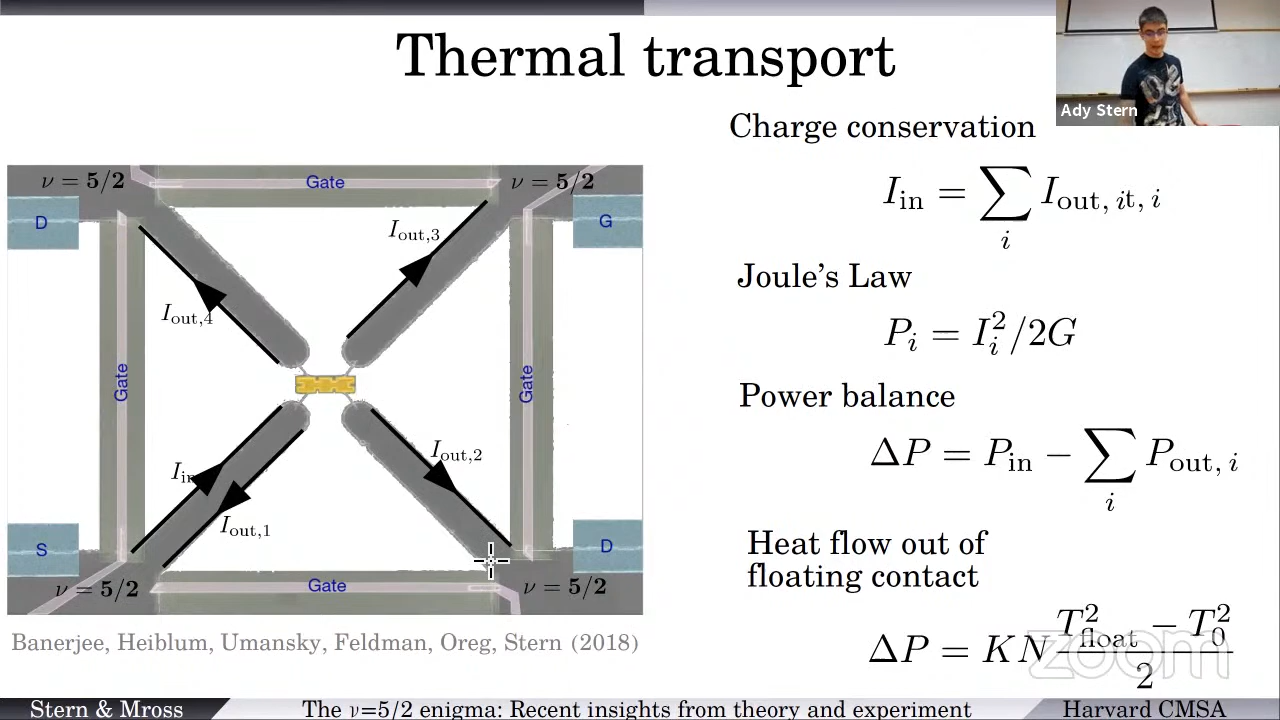 Thermal transport
Ady Stern
Charge conservation
I_in = ∑_i I_out, it, i
Joule's Law
P_i = I_i^2/2G
Power balance
ΔP = P_in − ∑_i P_out, i
Heat flow out of
floating contact
ΔP = KN (T_float^2 − T_0^2)/2
zoom
ν = 5/2
Gate
ν = 5/2
D
G
I_out,3
I_out,4
Gate
Gate
I_in
I_out,2
I_out,1
S
D
ν = 5/2
Gate
ν = 5/2
Banerjee, Heiblum, Umansky, Feldman, Oreg, Stern (2018)
Stern & Mross
The ν=5/2 enigma: Recent insights from theory and experiment
Harvard CMSA